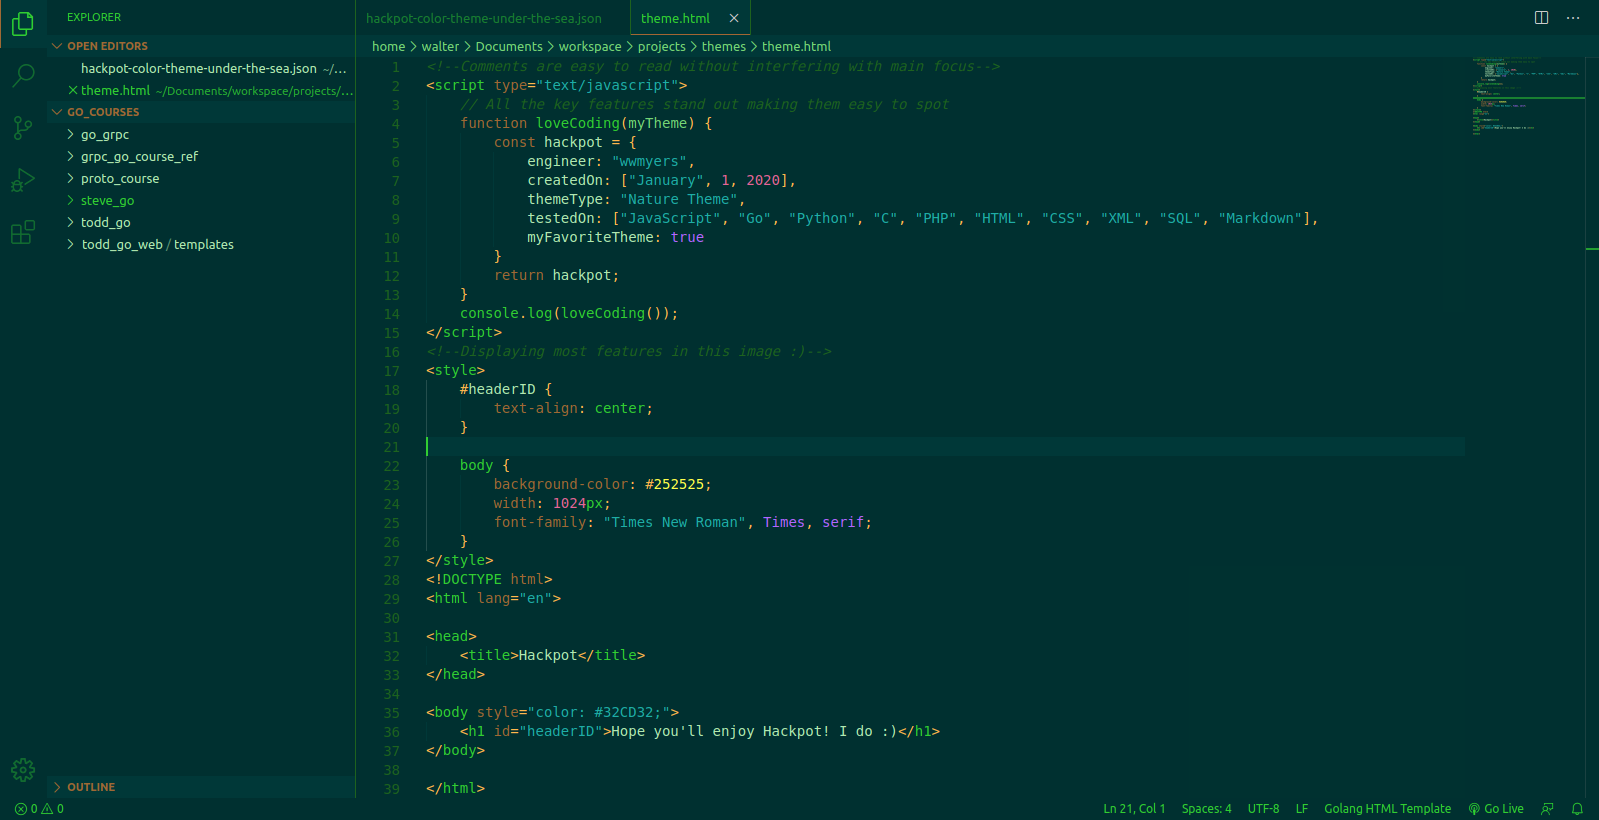 EXPLORER
OPEN EDITORS
hackpot-color-theme-under-the-sea.json ~/...
theme.html ~/Documents/workspace/projects/...
GO_COURSES
go_grpc
grpc_go_course_ref
proto_course
steve_go
todd_go
todd_go_web / templates
OUTLINE
hackpot-color-theme-under-the-sea.json theme.html
home > walter > Documents > workspace > projects > themes > theme.html
1 <!--Comments are easy to read without interfering with main focus-->
2 <script type="text/javascript">
3 // All the key features stand out making them easy to spot
4 function loveCoding(myTheme) {
5 const hackpot = {
6 engineer: "wwmyers",
7 createdOn: ["January", 1, 2020],
8 themeType: "Nature Theme",
9 testedOn: ["JavaScript", "Go", "Python", "C", "PHP", "HTML", "CSS", "XML", "SQL", "Markdown"],
10 myFavoriteTheme: true
11 }
12 return hackpot;
13 }
14 console.log(loveCoding());
15 </script>
16 <!--Displaying most features in this image :)-->
17 <style>
18 #headerID {
19 text-align: center;
20 }
21
22 body {
23 background-color: #252525;
24 width: 1024px;
25 font-family: "Times New Roman", Times, serif;
26 }
27 </style>
28 <!DOCTYPE html>
29 <html lang="en">
30
31 <head>
32 <title>Hackpot</title>
33 </head>
34
35 <body style="color: #32CD32;">
36 <h1 id="headerID">Hope you'll enjoy Hackpot! I do :)</h1>
37 </body>
38
39 </html>
0 0 Ln 21, Col 1 Spaces: 4 UTF-8 LF Golang HTML Template Go Live